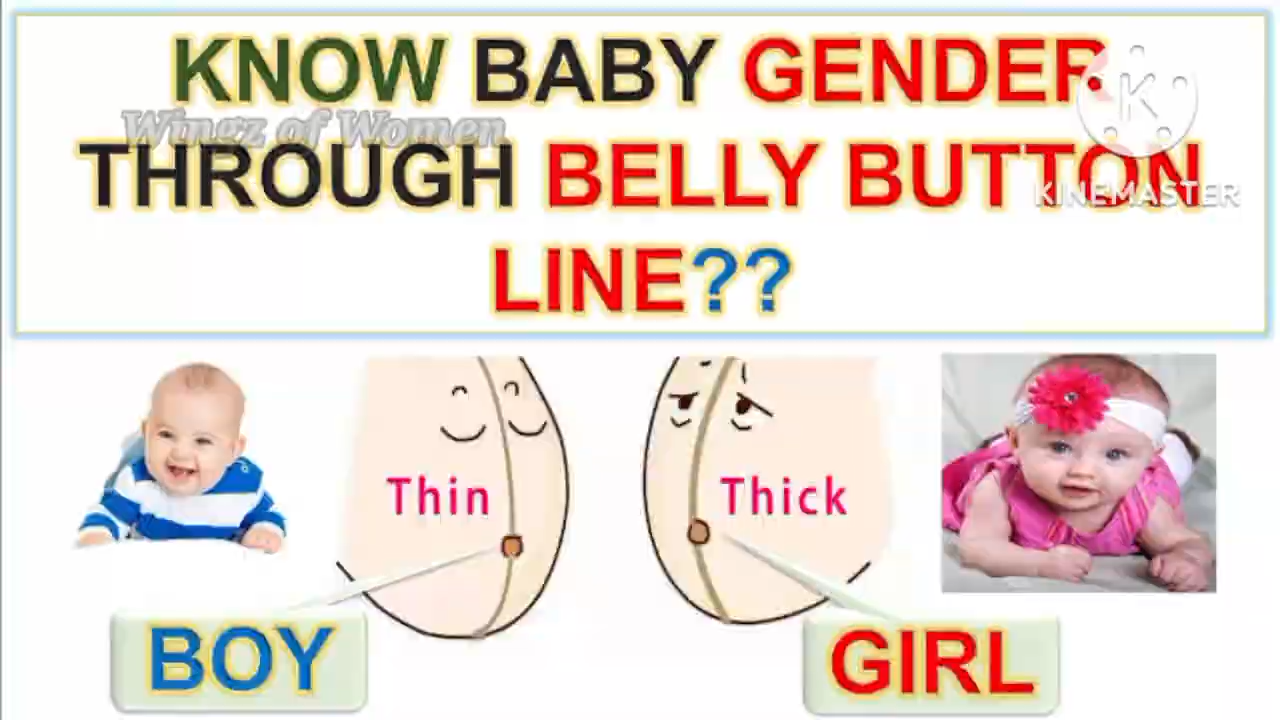 KNOW BABY GENDER
Wingz of Women
THROUGH BELLY BUTTON
KINEMASTER
LINE??
Thin
Thick
BOY
GIRL